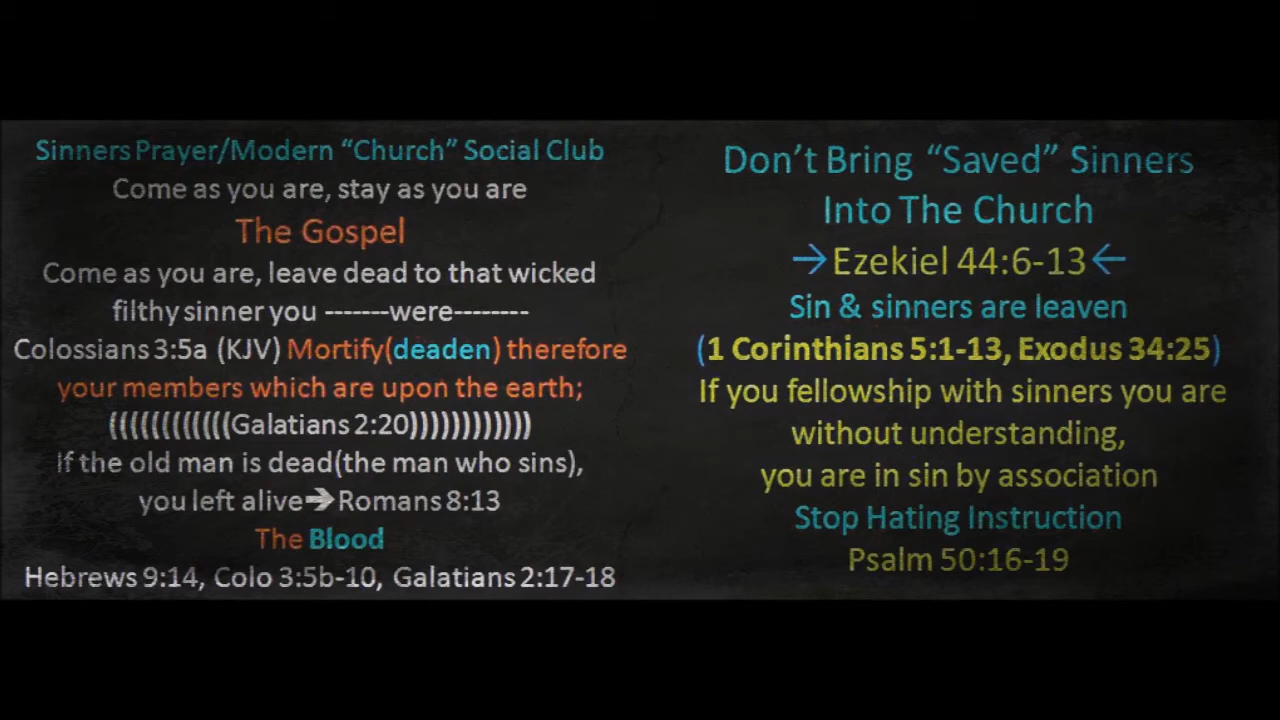 Sinners Prayer/Modern “Church” Social Club
Come as you are, stay as you are
The Gospel
Come as you are, leave dead to that wicked
filthy sinner you -------were--------
Colossians 3:5a (KJV) Mortify(deaden) therefore
your members which are upon the earth;
((((((((((((Galatians 2:20))))))))))))
If the old man is dead(the man who sins),
you left alive➔Romans 8:13
The Blood
Hebrews 9:14, Colo 3:5b-10, Galatians 2:17-18
Don’t Bring “Saved” Sinners
Into The Church
→Ezekiel 44:6-13←
Sin & sinners are leaven
(1 Corinthians 5:1-13, Exodus 34:25)
If you fellowship with sinners you are
without understanding,
you are in sin by association
Stop Hating Instruction
Psalm 50:16-19